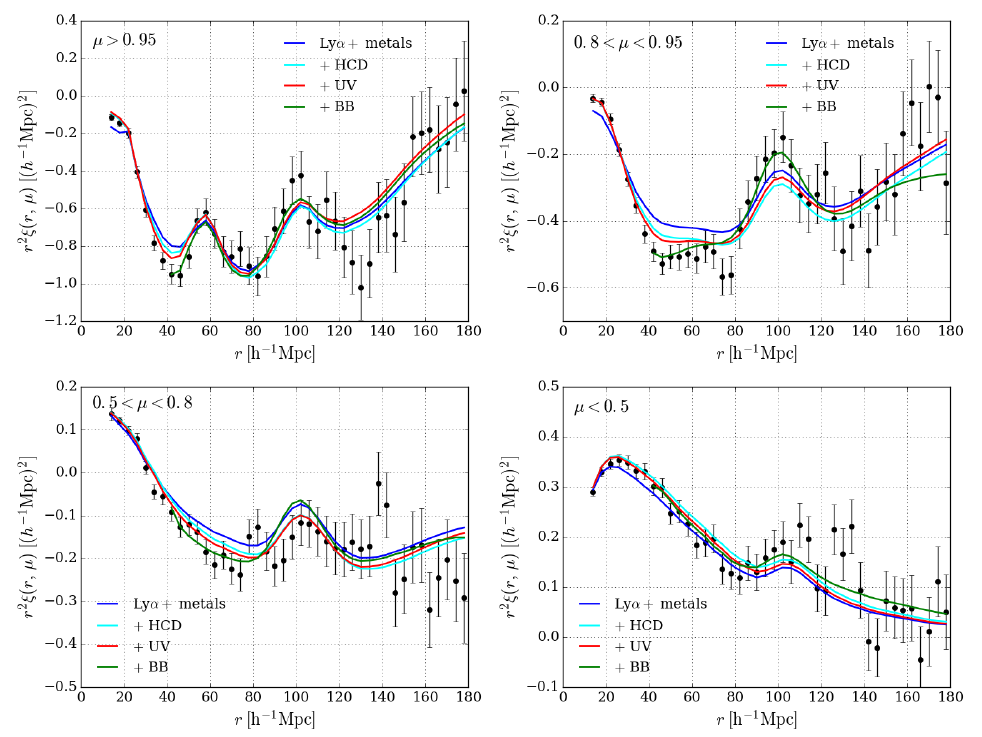 μ > 0.95
Lyα + metals
+ HCD
+ UV
+ BB
0.4
0.2
0.0
−0.2
−0.4
−0.6
−0.8
−1.0
−1.2
0 20 40 60 80 100 120 140 160 180
r [h⁻¹Mpc]
r²ξ(r, μ) [(h⁻¹Mpc)²]
0.8 < μ < 0.95
Lyα + metals
+ HCD
+ UV
+ BB
0.2
0.0
−0.2
−0.4
−0.6
0 20 40 60 80 100 120 140 160 180
r [h⁻¹Mpc]
r²ξ(r, μ) [(h⁻¹Mpc)²]
0.5 < μ < 0.8
0.2
0.1
0.0
−0.1
−0.2
−0.3
−0.4
−0.5
Lyα + metals
+ HCD
+ UV
+ BB
0 20 40 60 80 100 120 140 160 180
r [h⁻¹Mpc]
r²ξ(r, μ) [(h⁻¹Mpc)²]
μ < 0.5
0.5
0.4
0.3
0.2
0.1
0.0
−0.1
Lyα + metals
+ HCD
+ UV
+ BB
0 20 40 60 80 100 120 140 160 180
r [h⁻¹Mpc]
r²ξ(r, μ) [(h⁻¹Mpc)²]